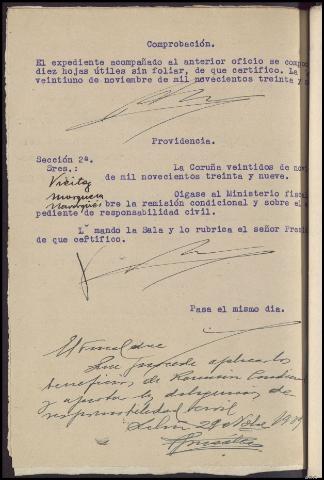 Comprobación.
El expediente acompañado al anterior oficio se compo
diez hojas útiles sin foliar, de que certifico. La
veintiuno de noviembre de mil novecientos treinta y
Providencia.
Sección 2ª.
Sres:
La Coruña veintidos de nov
de mil novecientos treinta y nueve.
Oigase al Ministerio fisca
bre la remisión condicional y sobre el
pediente de responsabilidad civil.
Lº mando la Sala y lo rubrica el señor Presi
de que certifico.
Pasa el mismo dia.
El Fiscal dice
Que procede aplicar los
beneficios de Remisión Condicional
y aportar las diligencias de
responsabilidad civil